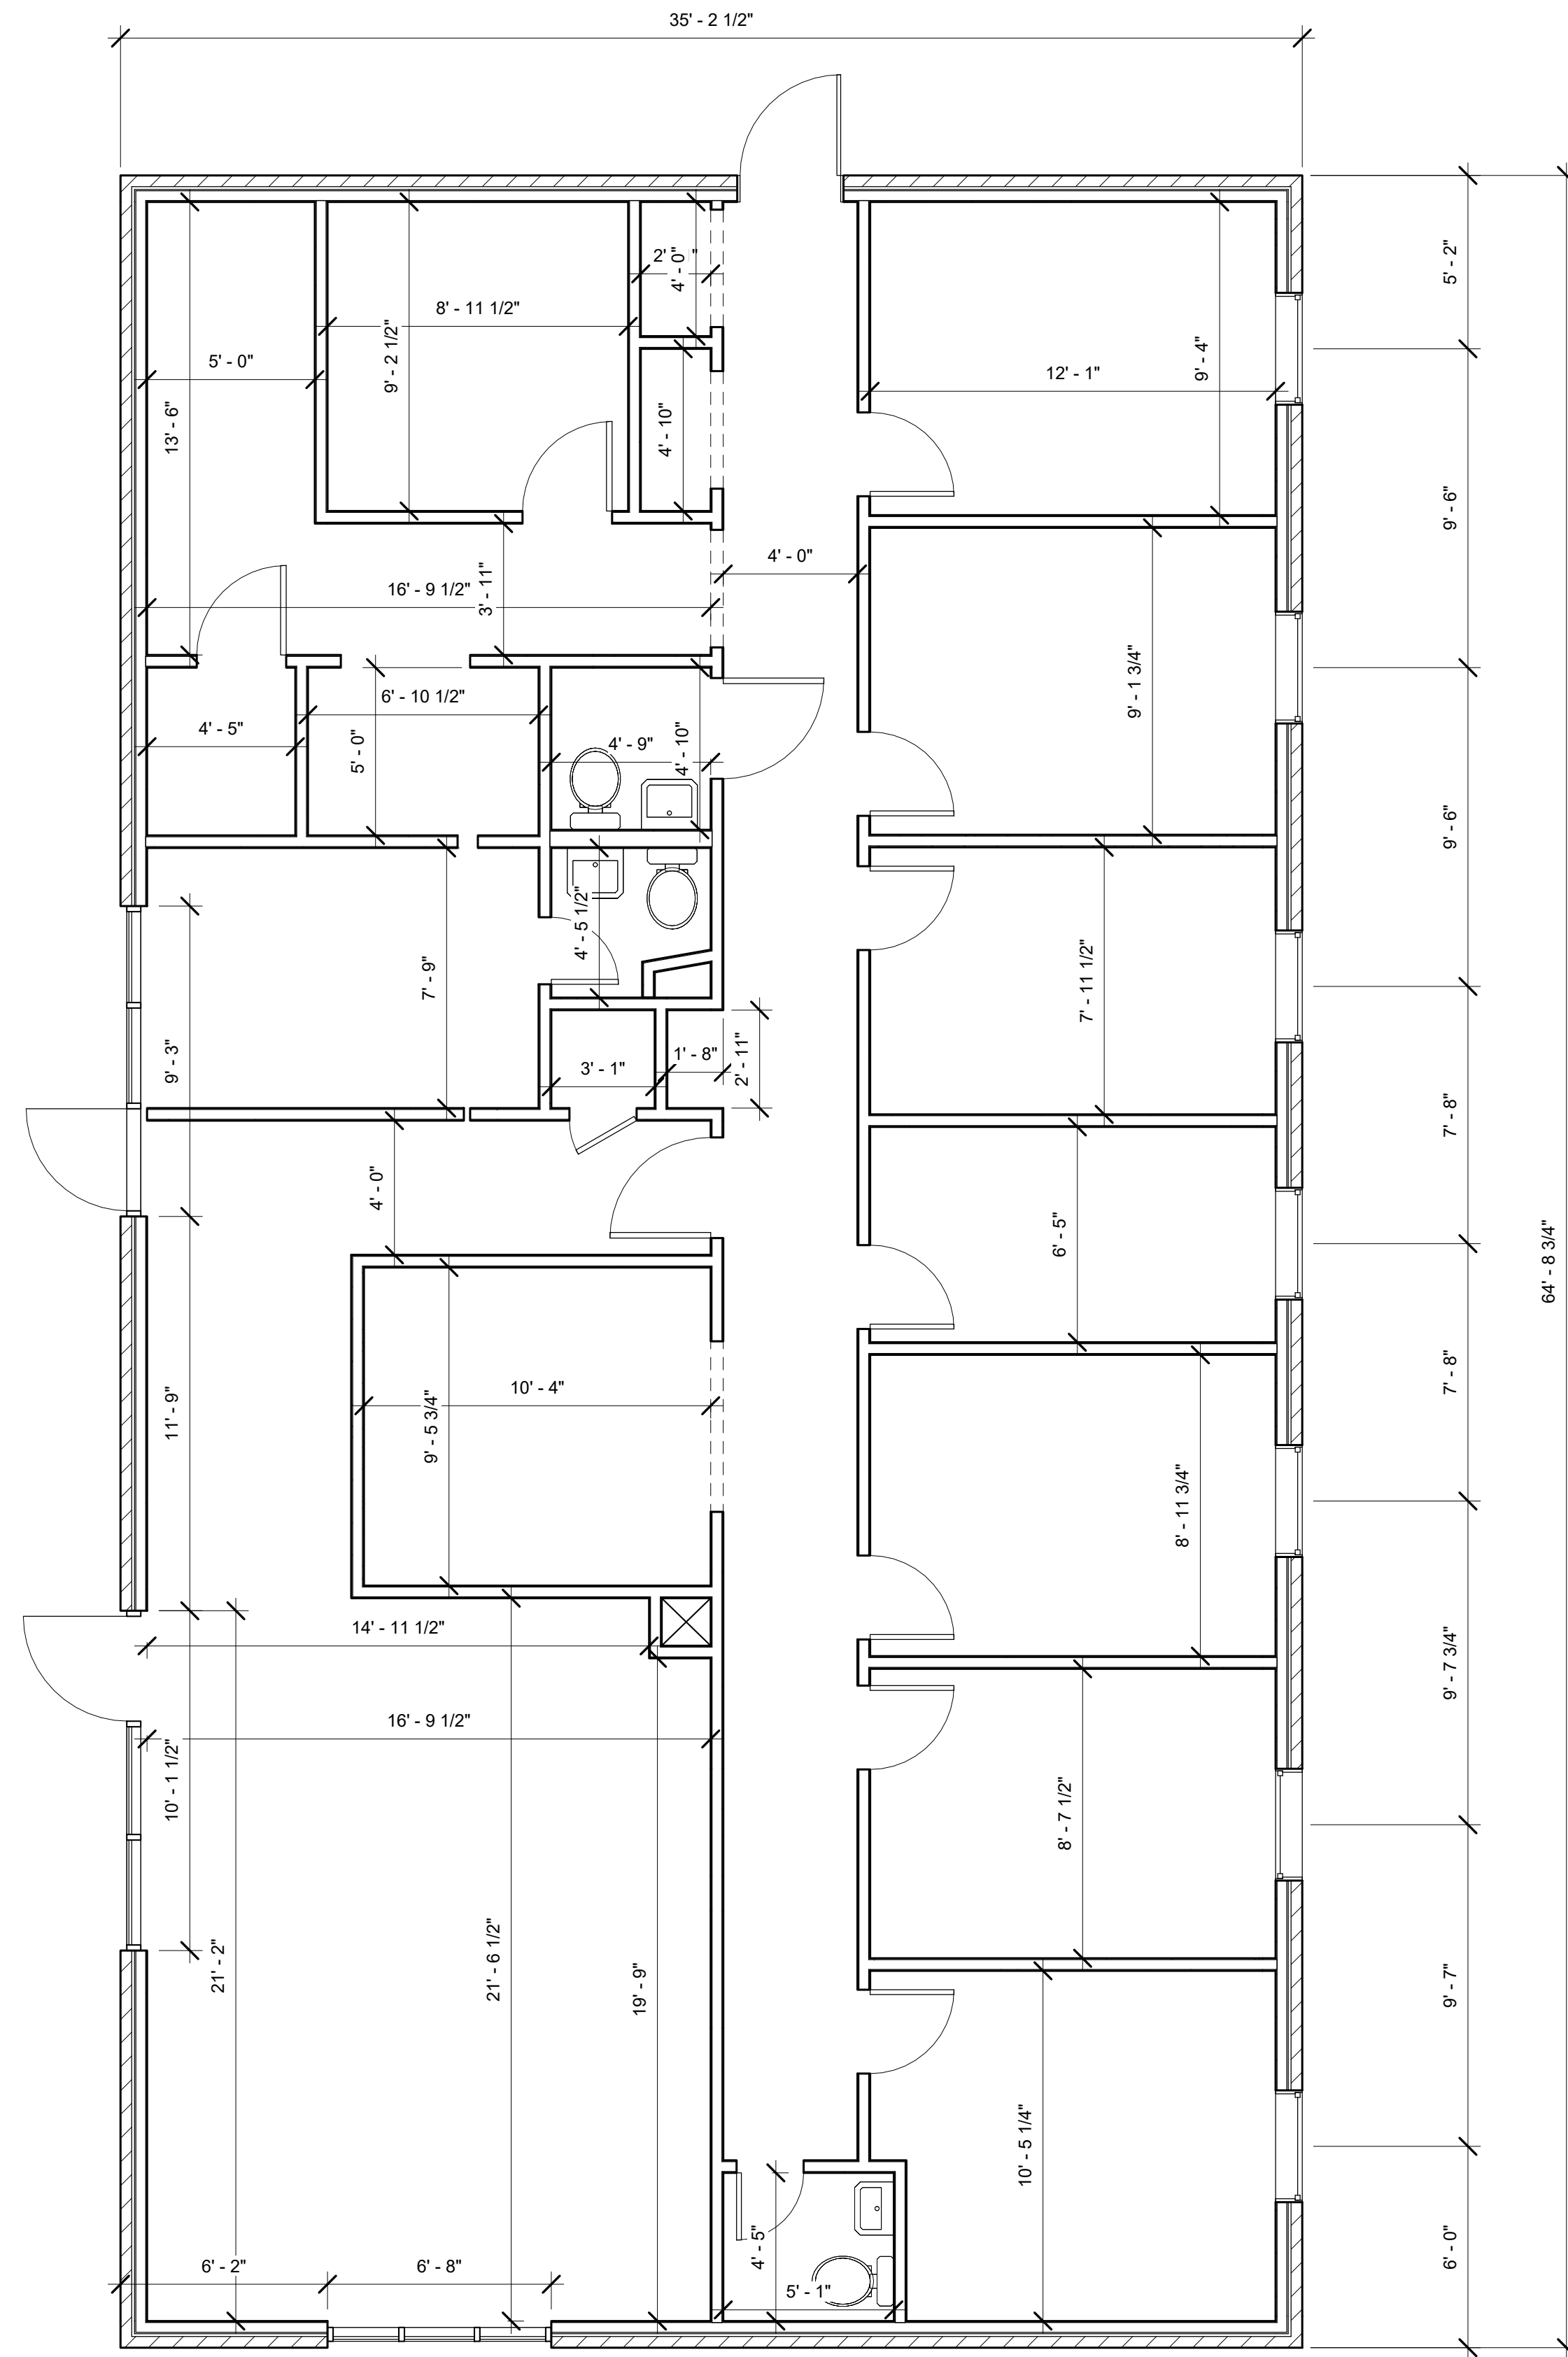 35' - 2 1/2"
5' - 2"
2' "
4' - 0"
8' - 11 1/2"
9' - 2 1/2"
5' - 0"
9' - 4"
12' - 1"
13' - 6"
4' - 10"
9' - 6"
4' - 0"
16' - 9 1/2"
3' - 11"
9' - 1 3/4"
6' - 10 1/2"
4' - 5"
5' - 0"
4' - 9"
4' - 10"
9' - 6"
4' - 5 1/2"
7' - 9"
7' - 11 1/2"
9' - 3"
3' - 1"
1' - 8"
2' - 11"
7' - 8"
4' - 0"
6' - 5"
64' - 8 3/4"
10' - 4"
11' - 9"
9' - 5 3/4"
7' - 8"
8' - 11 3/4"
14' - 11 1/2"
9' - 7 3/4"
16' - 9 1/2"
10' - 1 1/2"
8' - 7 1/2"
21' - 2"
21' - 6 1/2"
19' - 9"
9' - 7"
10' - 5 1/4"
4' - 5"
6' - 0"
6' - 2"
6' - 8"
5' - 1"